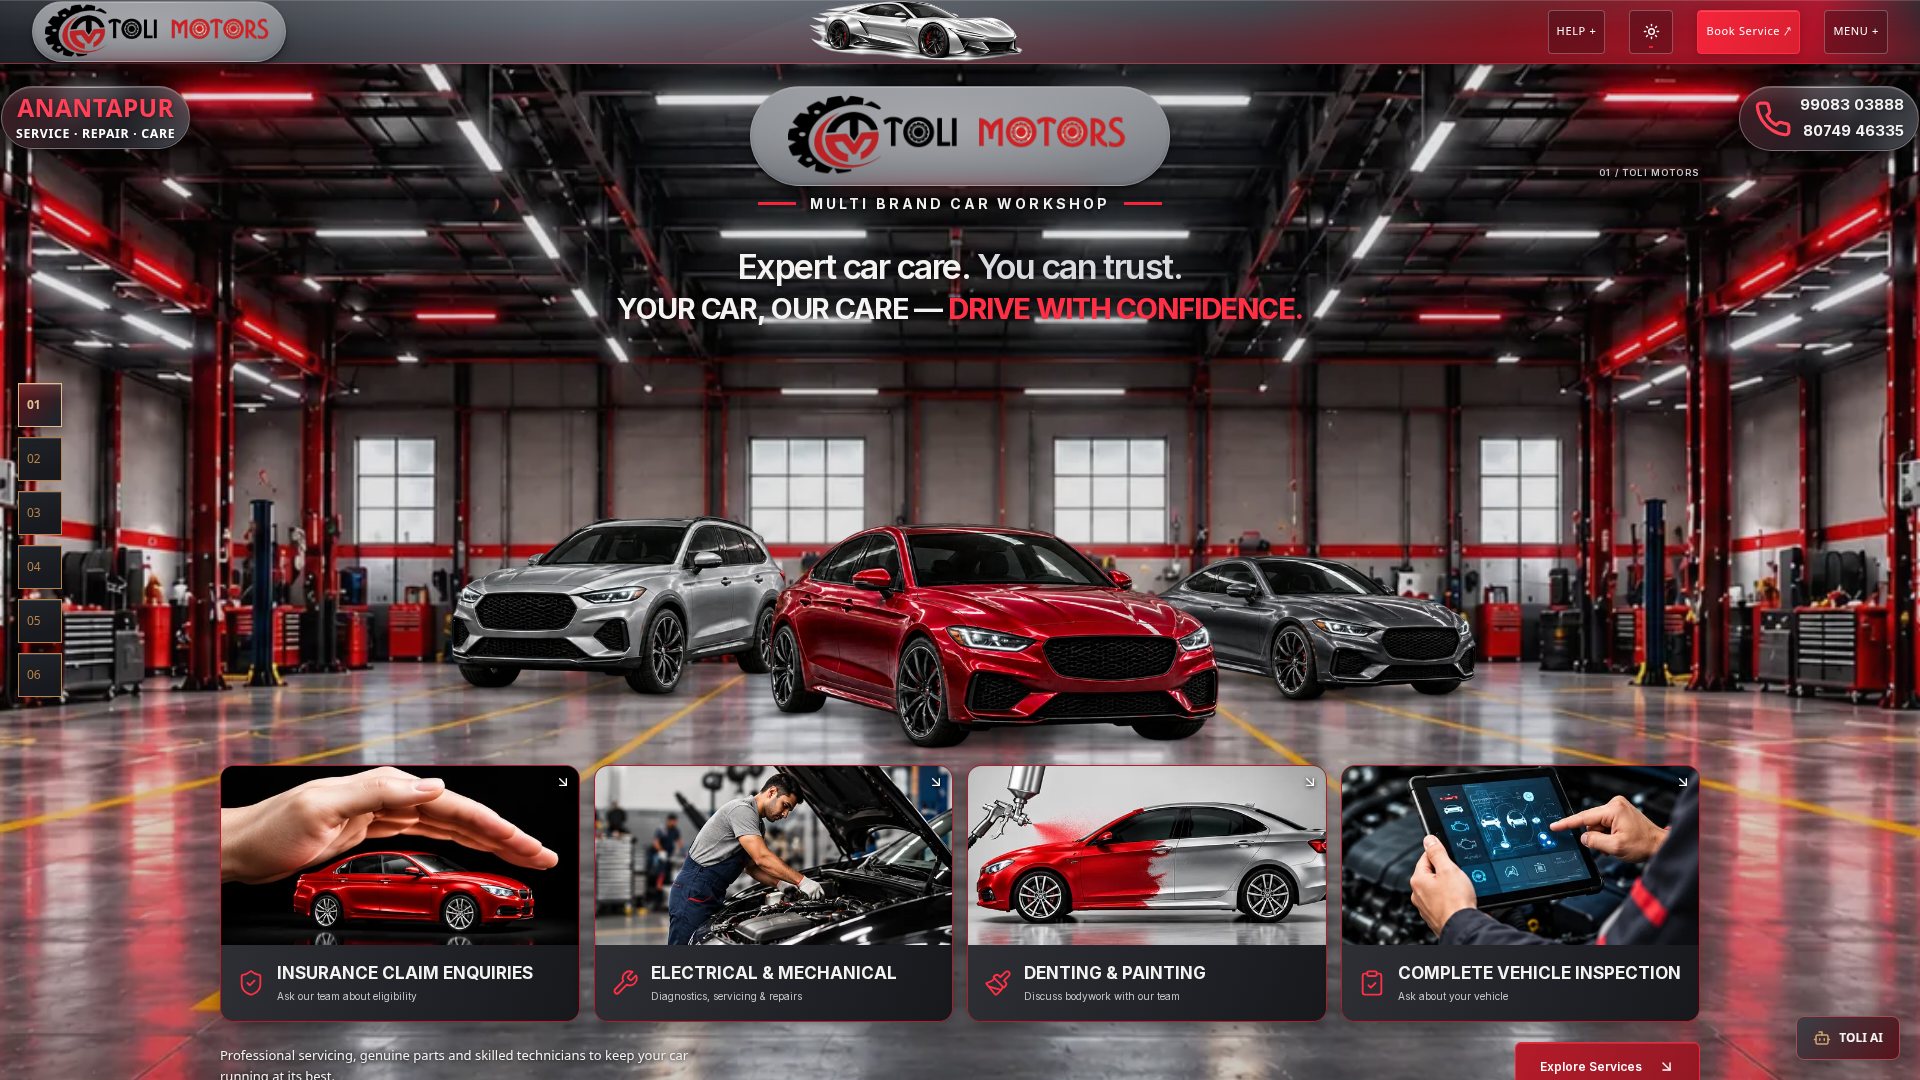 TOLI MOTORS
HELP +
Book Service ↗
MENU +
ANANTAPUR
SERVICE · REPAIR · CARE
TOLI MOTORS
99083 03888
80749 46335
01 / TOLI MOTORS
MULTI BRAND CAR WORKSHOP
Expert car care. You can trust.
YOUR CAR, OUR CARE — DRIVE WITH CONFIDENCE.
01
02
03
04
05
06
INSURANCE CLAIM ENQUIRIES
Ask our team about eligibility
ELECTRICAL & MECHANICAL
Diagnostics, servicing & repairs
DENTING & PAINTING
Discuss bodywork with our team
COMPLETE VEHICLE INSPECTION
Ask about your vehicle
TOLI AI
Professional servicing, genuine parts and skilled technicians to keep your car
running at its best.
Explore Services